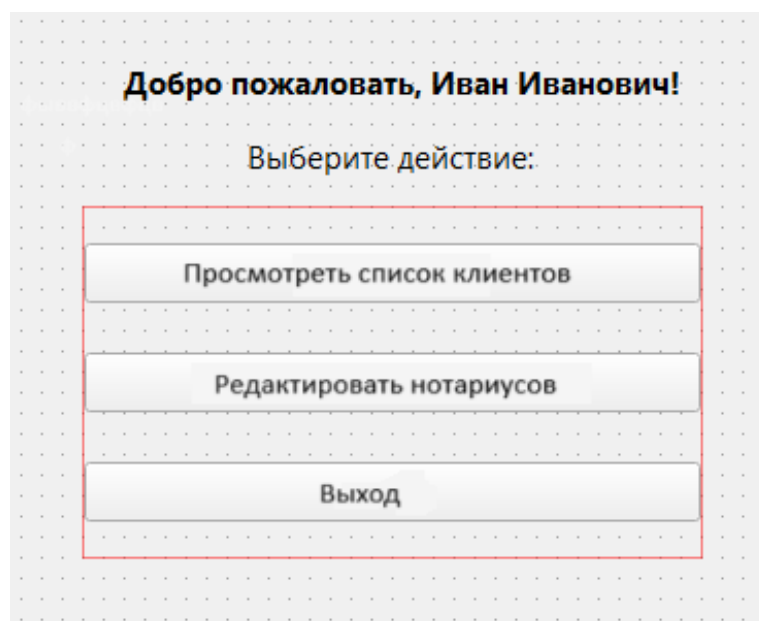 Добро пожаловать, Иван Иванович!
Выберите действие:
Просмотреть список клиентов
Редактировать нотариусов
Выход